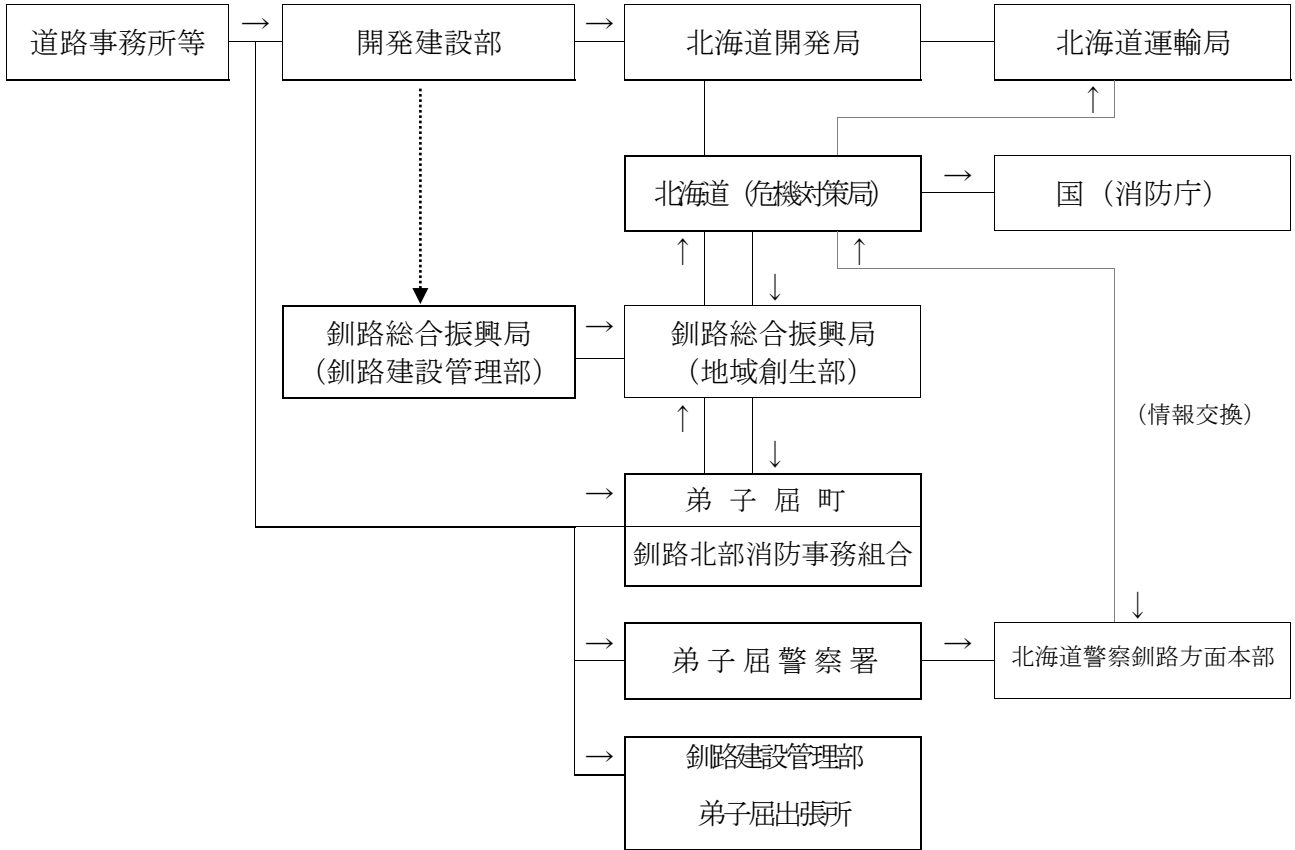 →
→
道路事務所等
開発建設部
北海道開発局
北海道運輸局
↑
北海道（危機対策局）
→
国（消防庁）
↑
↑
↓
釧路総合振興局
（釧路建設管理部）
→
釧路総合振興局
（地域創生部）
↑
（情報交換）
↓
→
弟子屈町
釧路北部消防事務組合
↓
→
弟子屈警察署
→
北海道警察釧路方面本部
→
釧路建設管理部
弟子屈出張所